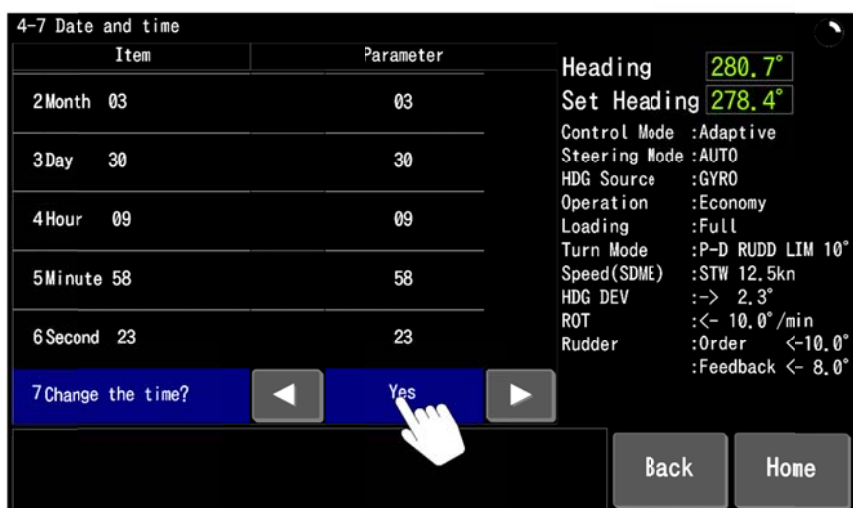 4-7 Date and time
Item Parameter
2 Month 03 03
3 Day 30 30
4 Hour 09 09
5 Minute 58 58
6 Second 23 23
7 Change the time? Yes
Heading 280.7°
Set Heading 278.4°
Control Mode :Adaptive
Steering Mode :AUTO
HDG Source :GYRO
Operation :Economy
Loading :Full
Turn Mode :P-D RUDD LIM 10°
Speed(SDME) :STW 12.5kn
HDG DEV :-> 2.3°
ROT :<- 10.0°/min
Rudder :Order <-10.0°
:Feedback <- 8.0°
Back Home